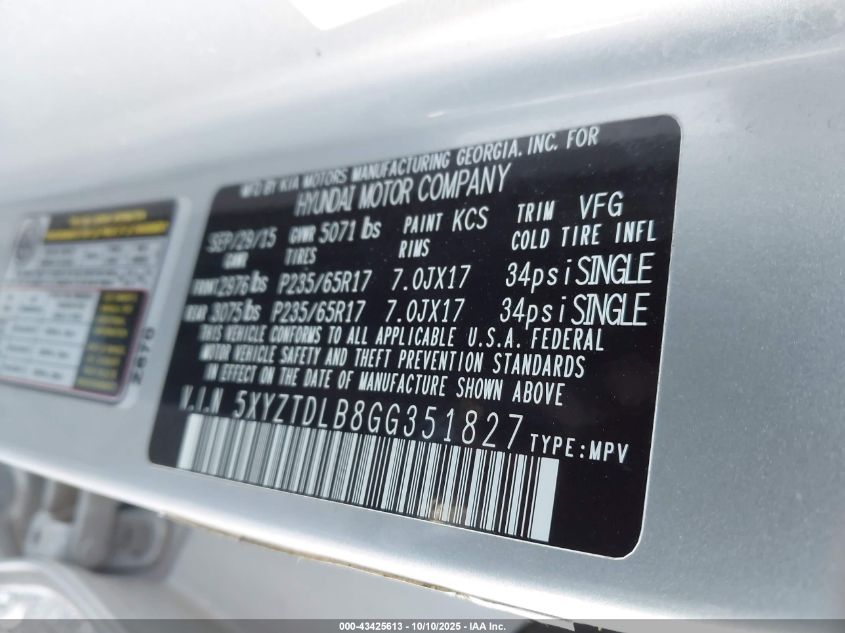 MFD BY KIA MOTORS MANUFACTURING GEORGIA. INC. FOR
HYUNDAI MOTOR COMPANY
SEP/29/15 GVWR 5071 lbs PAINT KCS TRIM VFG
GAWR TIRES RIMS COLD TIRE INFL
FRONT 2976 lbs P235/65R17 7.0JX17 34psi SINGLE
REAR 3075 lbs P235/65R17 7.0JX17 34psi SINGLE
THIS VEHICLE CONFORMS TO ALL APPLICABLE U.S.A. FEDERAL
MOTOR VEHICLE SAFETY AND THEFT PREVENTION STANDARDS
IN EFFECT ON THE DATE OF MANUFACTURE SHOWN ABOVE
V.I.N 5XYZTDLB8GG351827 TYPE:MPV
000-43425613 - 10/10/2025 - IAA Inc.